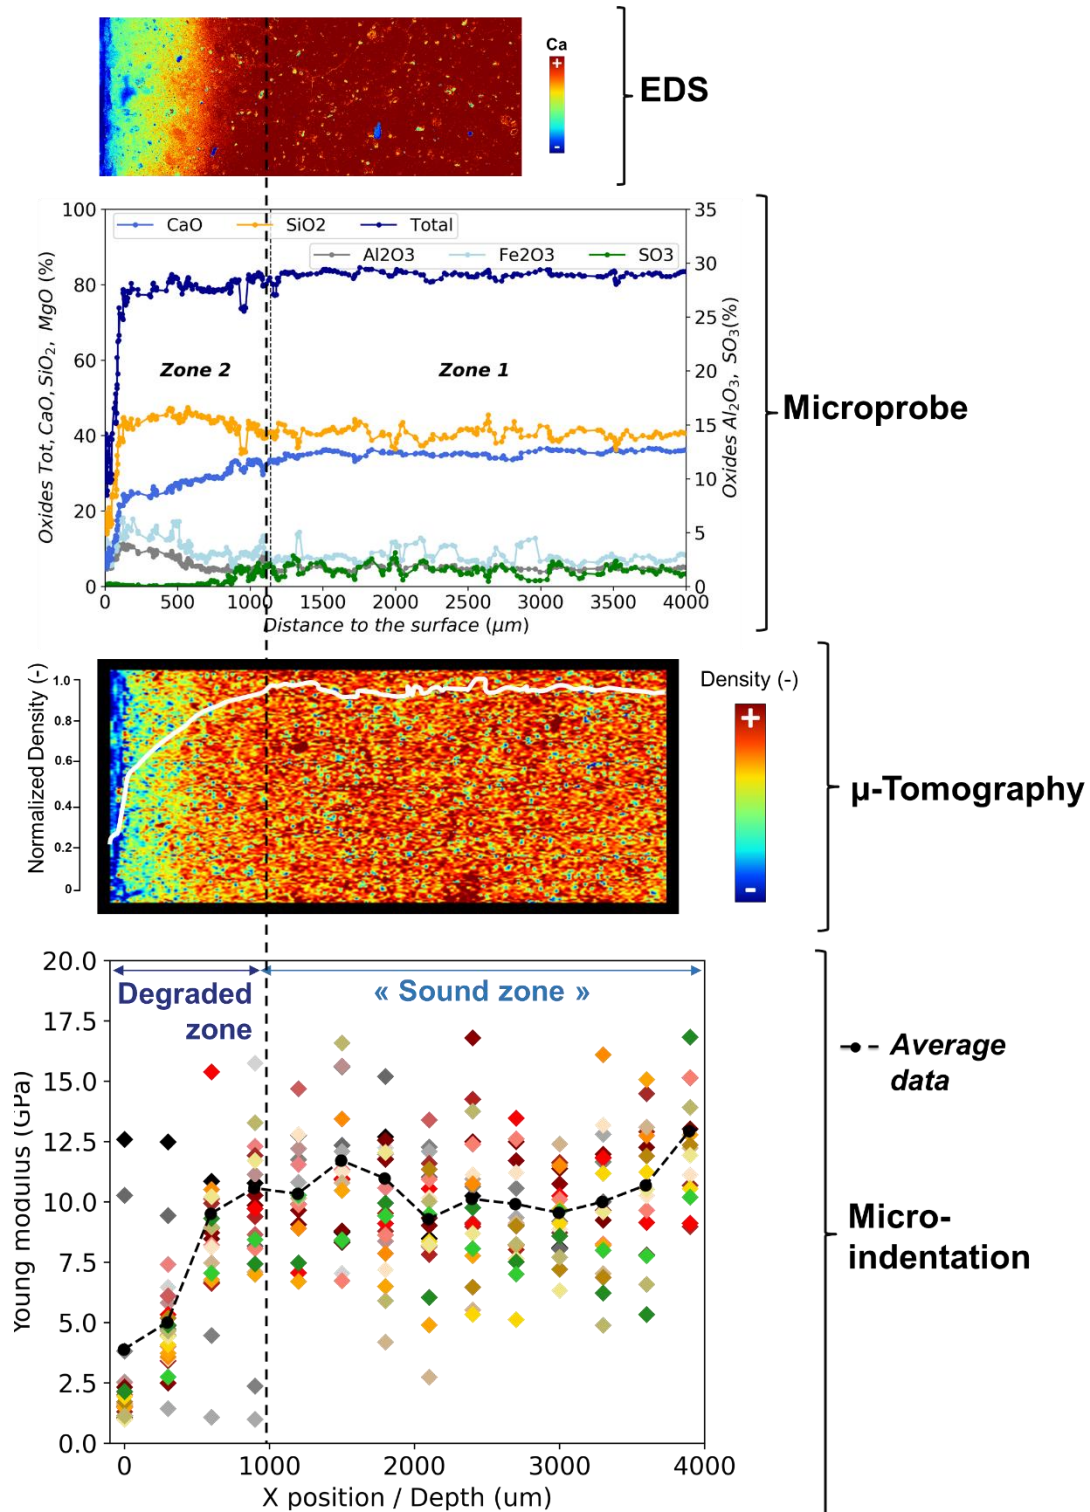 Ca
+
-
EDS
100
80
60
40
20
0
Oxides Tot, CaO, SiO2, MgO (%)
CaO SiO2 Total
Al2O3 Fe2O3 SO3
Zone 2 Zone 1
35
30
25
20
15
10
5
0
Oxides Al2O3, SO3(%)
0 500 1000 1500 2000 2500 3000 3500 4000
Distance to the surface (μm)
Microprobe
Normalized Density (-)
1.0
0.8
0.6
0.4
0.2
0
Density (-)
+
-
μ-Tomography
20.0
17.5
15.0
12.5
10.0
7.5
5.0
2.5
0.0
Young modulus (GPa)
Degraded
zone
« Sound zone »
0 1000 2000 3000 4000
X position / Depth (um)
Average
data
Micro-
indentation